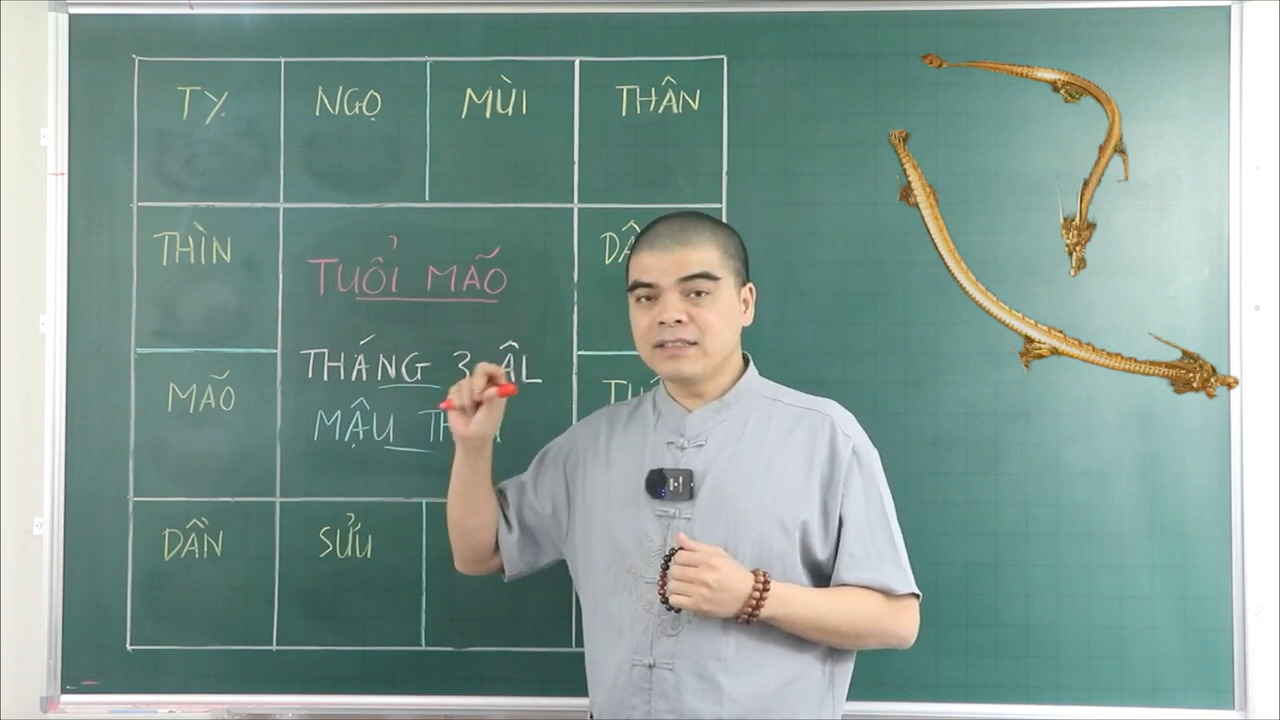 TỴ
NGỌ
MÙI
THÂN
THÌN
TUỔI MÃO
THÁNG 3 ÂL
MẬU
MÃO
DẦN
SỬU